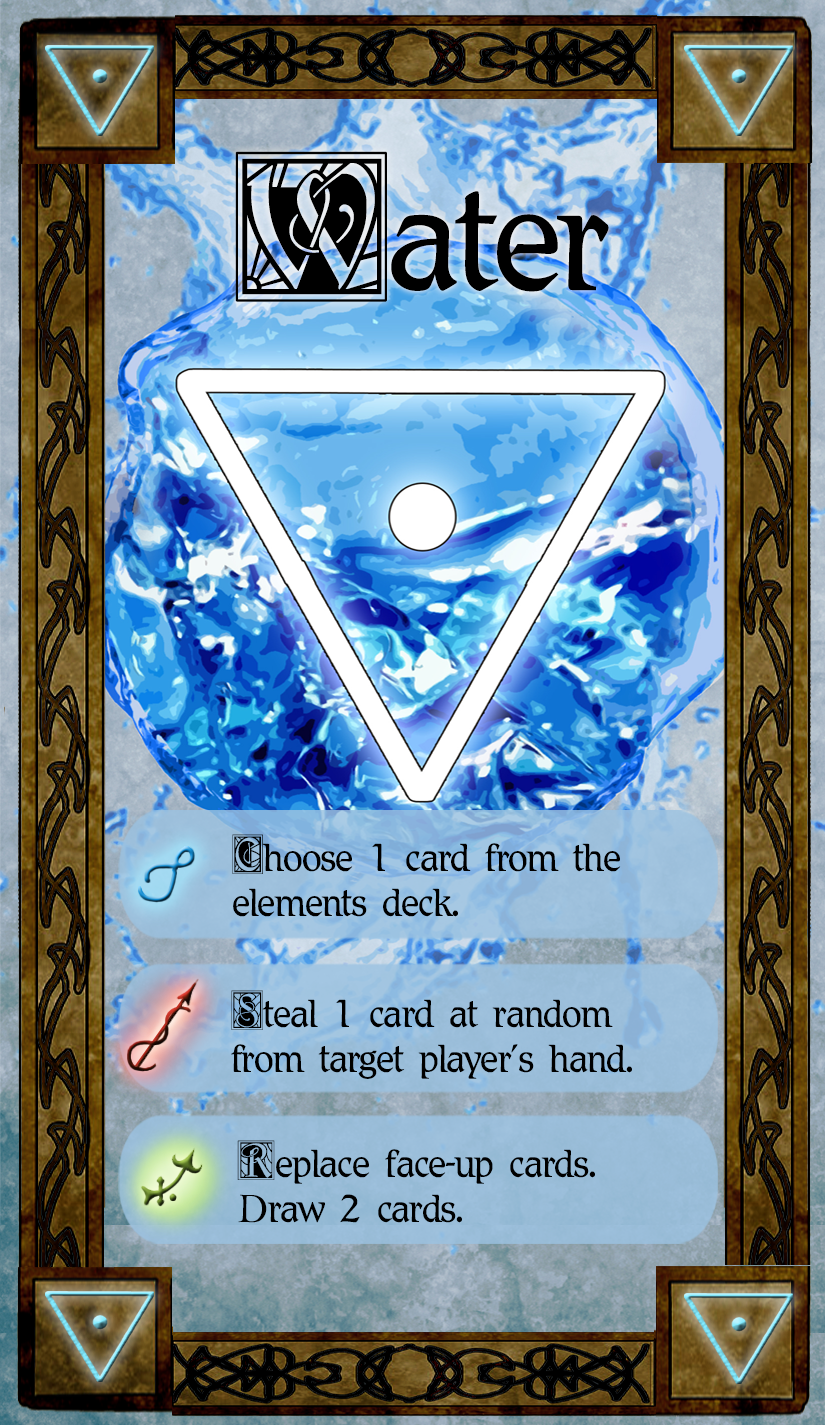 Water
Choose 1 card from the
elements deck.
Steal 1 card at random
from target player's hand.
Replace face-up cards.
Draw 2 cards.